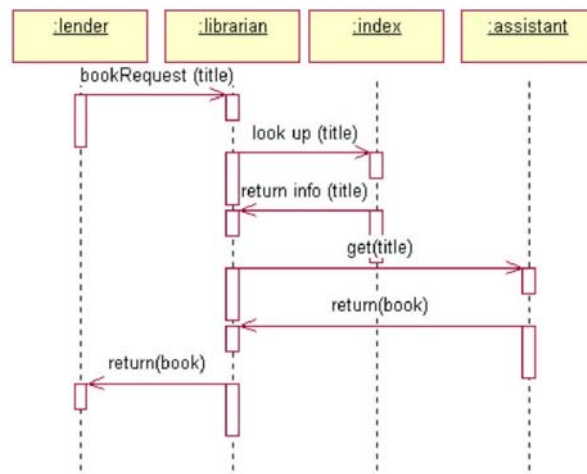 :lender
:librarian
:index
:assistant
bookRequest (title)
look up (title)
return info (title)
get(title)
return(book)
return(book)